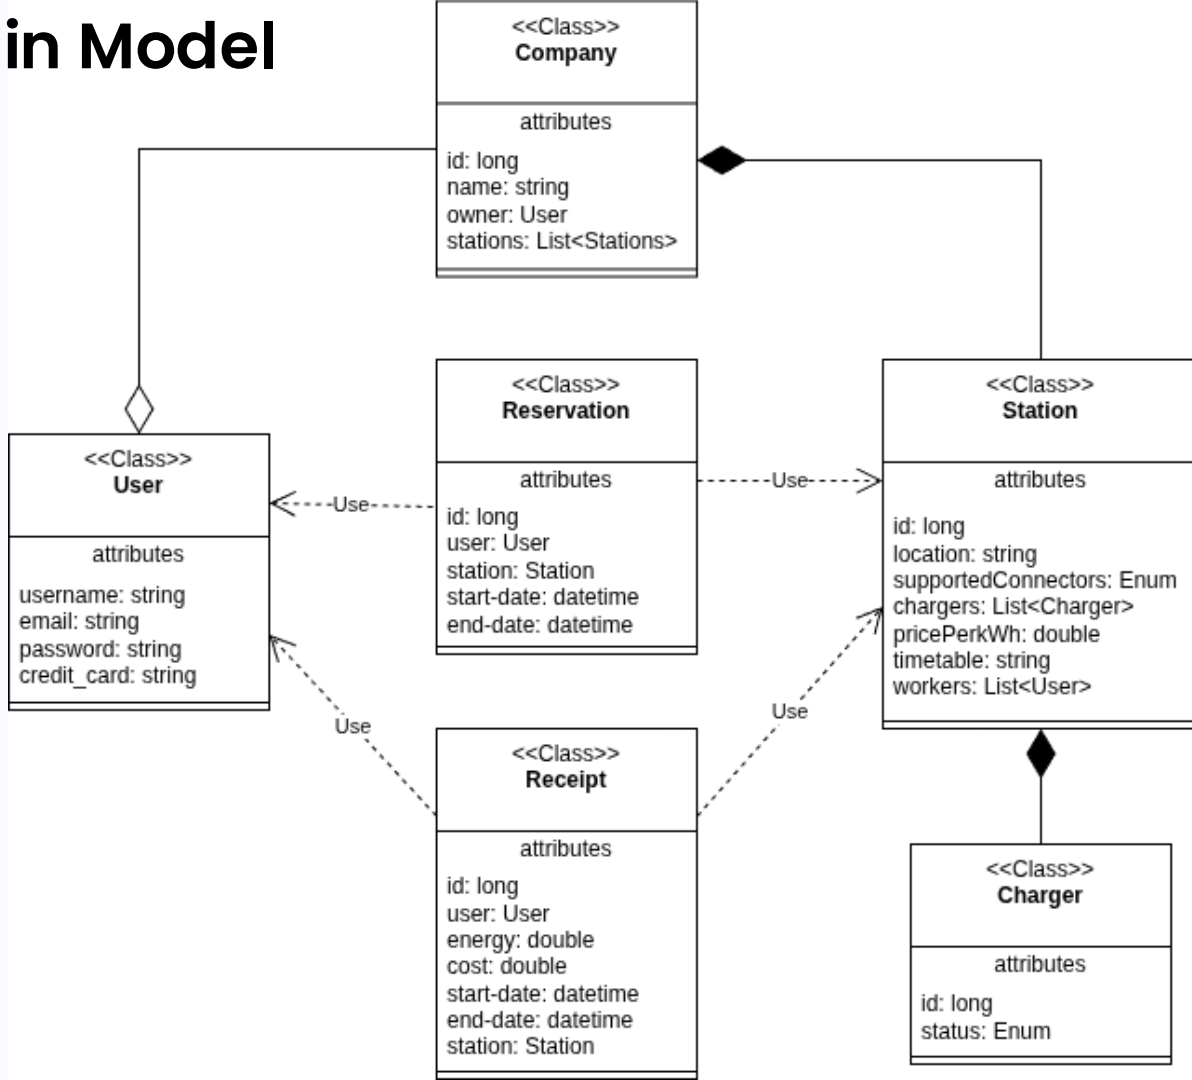 in Model
<<Class>>
Company
attributes
id: long
name: string
owner: User
stations: List<Stations>
<<Class>>
User
attributes
username: string
email: string
password: string
credit_card: string
Use
<<Class>>
Reservation
attributes
id: long
user: User
station: Station
start-date: datetime
end-date: datetime
Use
<<Class>>
Station
attributes
id: long
location: string
supportedConnectors: Enum
chargers: List<Charger>
pricePerkWh: double
timetable: string
workers: List<User>
Use
<<Class>>
Receipt
attributes
id: long
user: User
energy: double
cost: double
start-date: datetime
end-date: datetime
station: Station
Use
<<Class>>
Charger
attributes
id: long
status: Enum